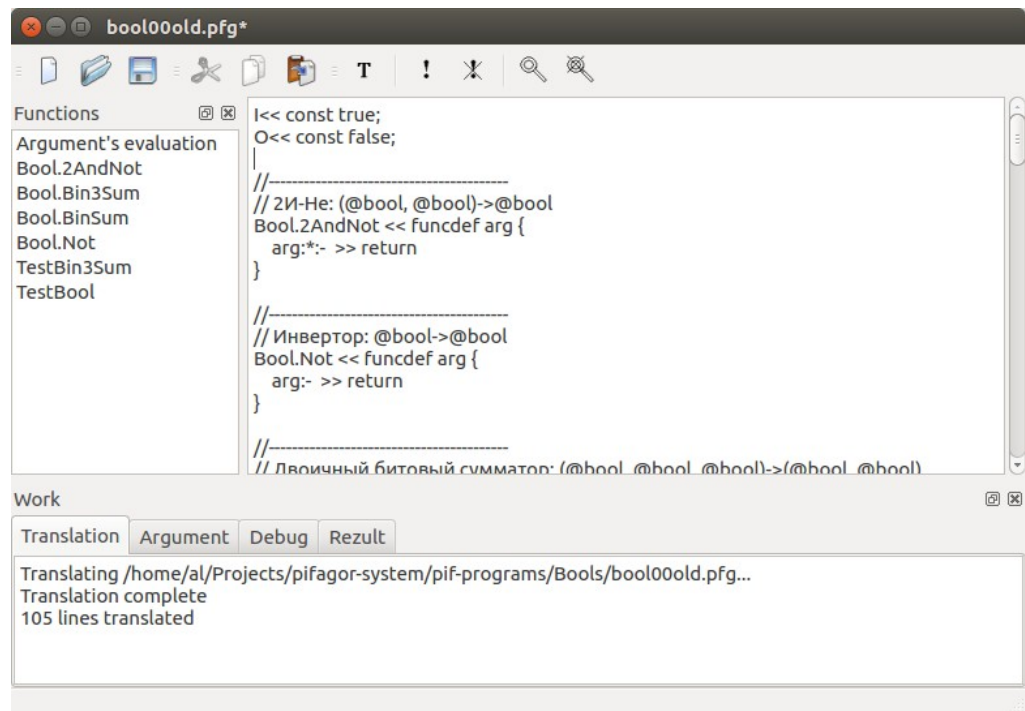 bool00old.pfg*
T ! X
Functions
Argument's evaluation
Bool.2AndNot
Bool.Bin3Sum
Bool.BinSum
Bool.Not
TestBin3Sum
TestBool
I<< const true;
O<< const false;
//------------------------------------------
// 2И-Не: (@bool, @bool)->@bool
Bool.2AndNot << funcdef arg {
arg:*:- >> return
}
//------------------------------------------
// Инвертор: @bool->@bool
Bool.Not << funcdef arg {
arg:- >> return
}
//------------------------------------------
// Двоичный битовый сумматор: (@bool, @bool, @bool)->(@bool, @bool)
Work
Translation Argument Debug Rezult
Translating /home/al/Projects/pifagor-system/pif-programs/Bools/bool00old.pfg...
Translation complete
105 lines translated